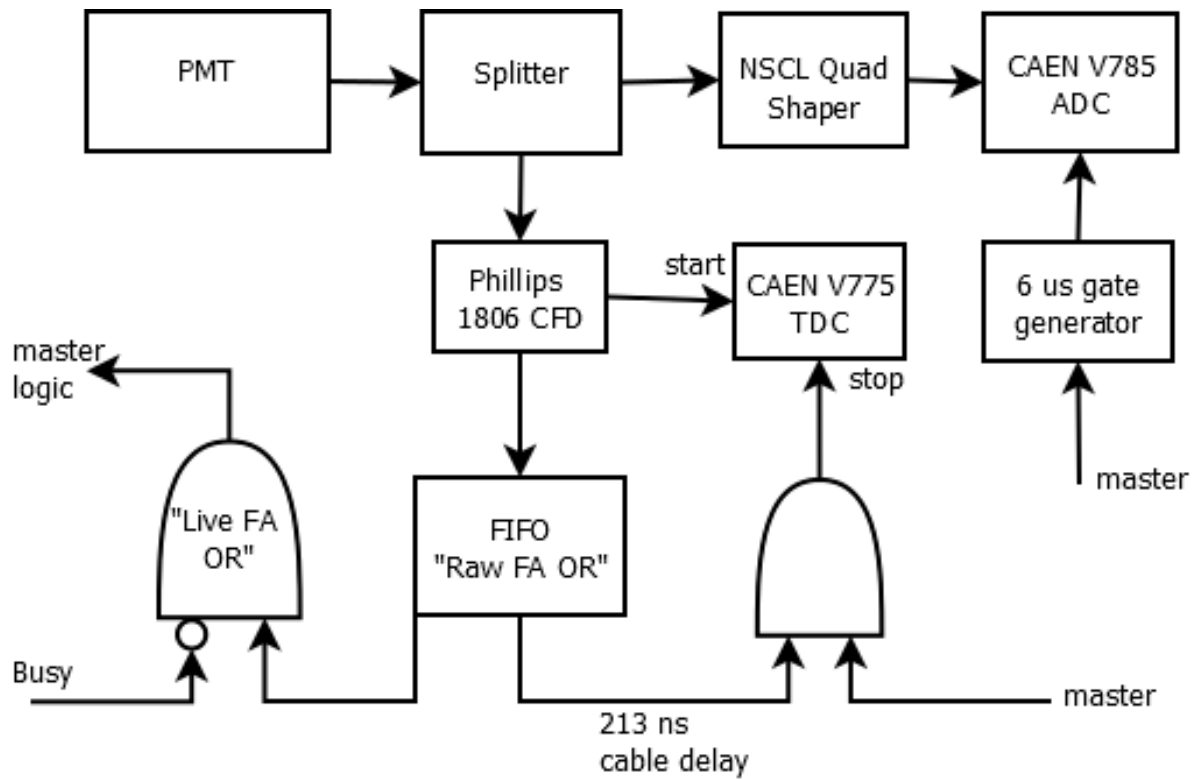 PMT
Splitter
NSCL Quad
Shaper
CAEN V785
ADC
Phillips
1806 CFD
start
CAEN V775
TDC
6 us gate
generator
master
logic
stop
master
"Live FA
OR"
FIFO
"Raw FA OR"
Busy
master
213 ns
cable delay